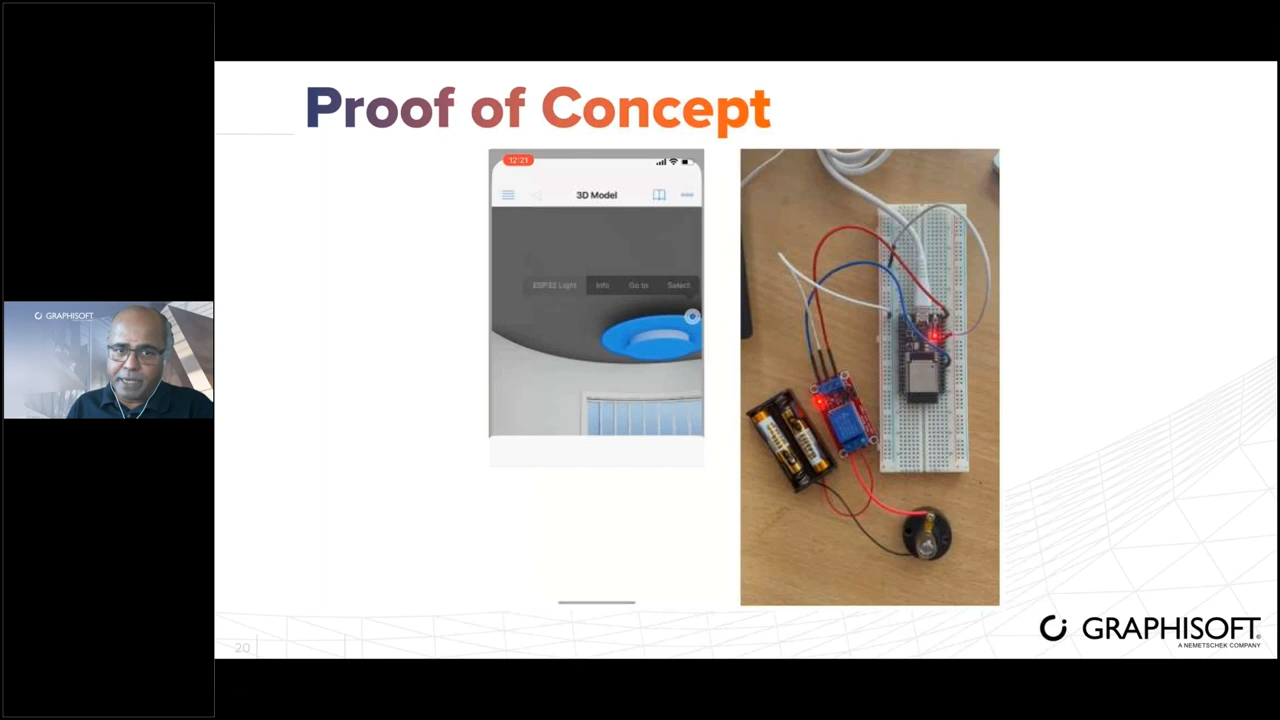 Proof of Concept
12:21
3D Model
ESP32 Light Info Go to Select
GRAPHISOFT
20
GRAPHISOFT
A NEMETSCHEK COMPANY